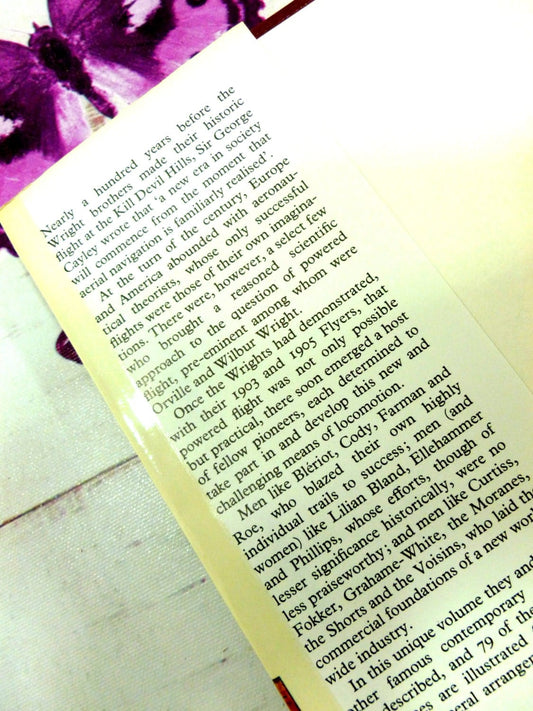 Nearly a hundred years before the
Wright brothers made their historic
flight at the Kill Devil Hills, Sir George
Cayley wrote that ‘a new era in society
will commence from the moment that
aerial navigation is familiarly realised’.
At the turn of the century, Europe
and America abounded with aeronau-
tical theorists, whose only successful
flights were those of their own imagina-
tions. There were, however, a select few
who brought a reasoned scientific
approach to the question of powered
flight, pre-eminent among whom were
Orville and Wilbur Wright.
Once the Wrights had demonstrated,
with their 1903 and 1905 Flyers, that
powered flight was not only possible
but practical, there soon emerged a host
of fellow pioneers, each determined to
take part in and develop this new and
challenging means of locomotion.
Men like Blériot, Cody, Farman and
Roe, who blazed their own highly
individual trails to success; men (and
women) like Lilian Bland, Ellehammer
and Phillips, whose efforts, though of
lesser significance historically, were no
less praiseworthy; and men like Curtiss,
Fokker, Grahame-White, the Moranes,
the Shorts and the Voisins, who laid the
commercial foundations of a new world
wide industry.
In this unique volume they and
other famous contemporary
described, and 79 of the
are illustrated